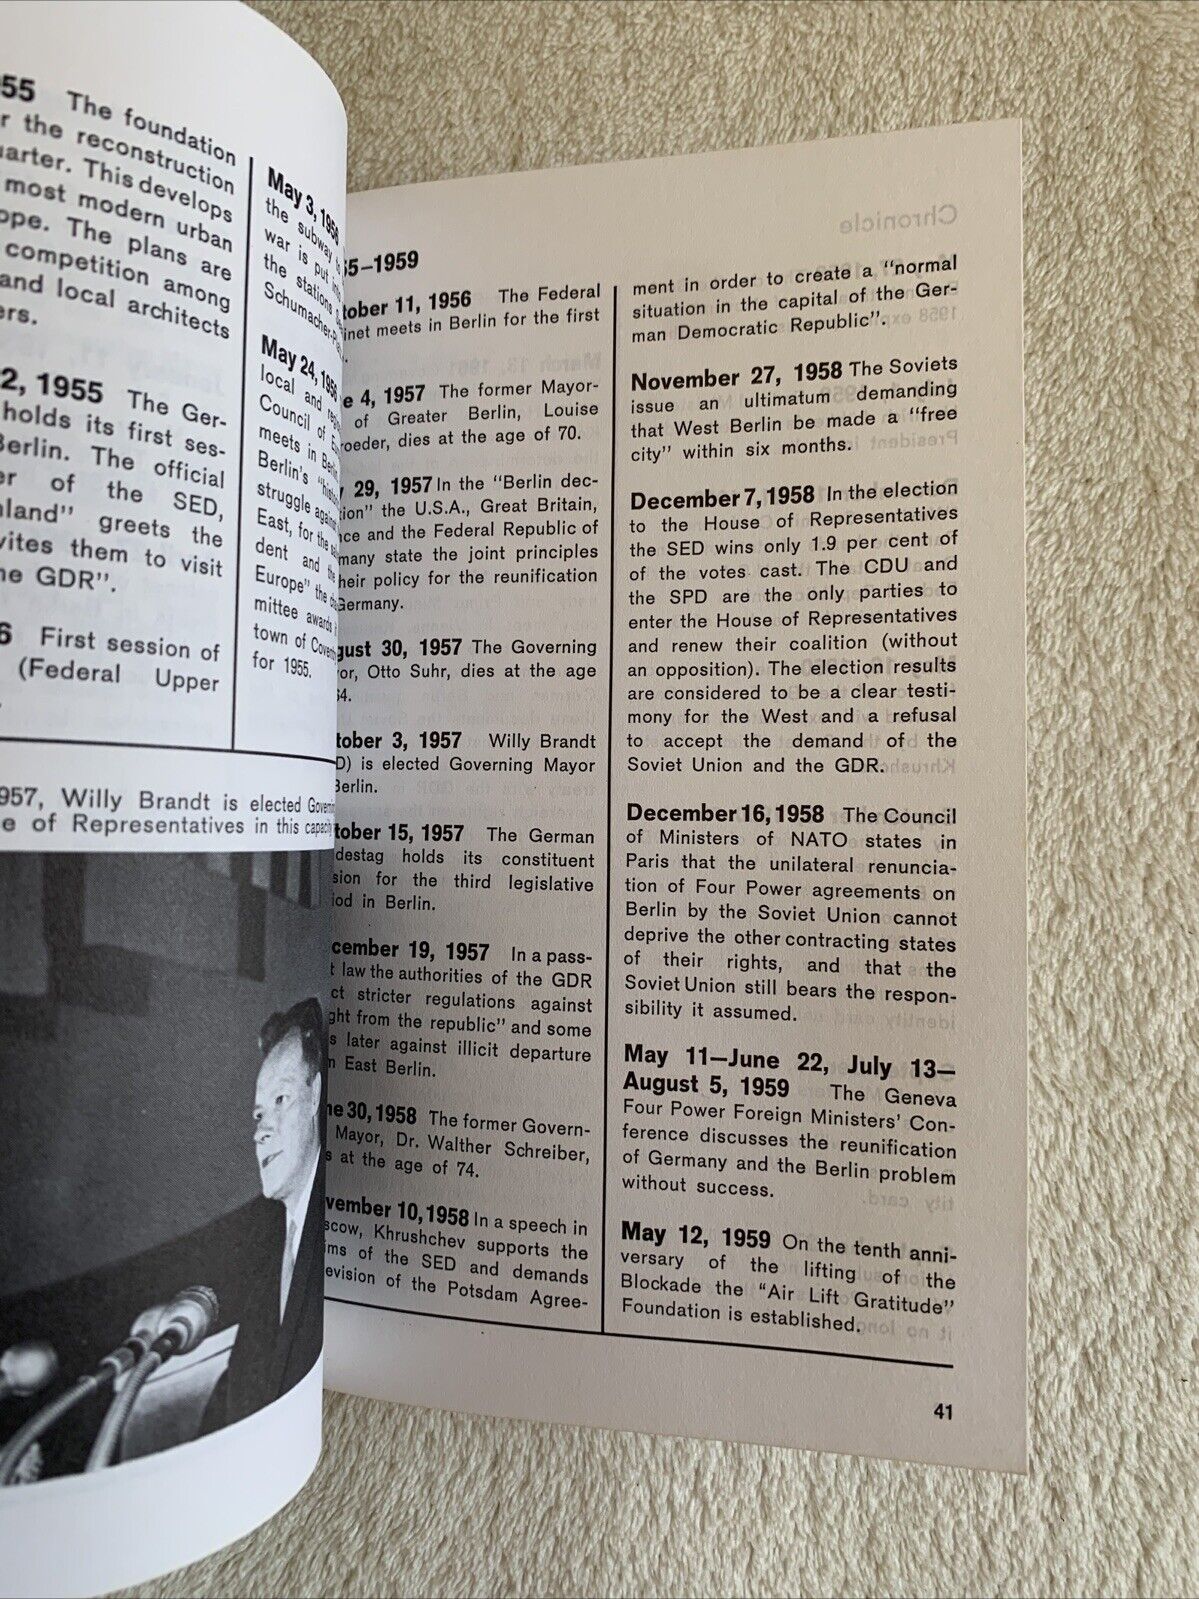 55 The foundation
r the reconstruction
uarter. This develops
most modern urban
ope. The plans are
competition among
and local architects
ers.
2, 1955 The Ger-
holds its first ses-
Berlin. The official
er of the SED,
land" greets the
vites them to visit
he GDR".
6 First session of
(Federal Upper
May 3, 1956
the subway to
war is put into
the stations
Schumacher-
May 24, 1956
local and
Council of
meets in Berlin
Berlin's
struggle against
East, for the
dent and the
Europe" the
mittee awards
town of
for 1955.
957, Willy Brandt is elected
e of Representatives in this capacity
55–1959
tober 11, 1956 The Federal
inet meets in Berlin for the first
e 4, 1957 The former Mayor-
of Greater Berlin, Louise
roeder, dies at the age of 70.
29, 1957 In the "Berlin dec-
tion" the U.S.A., Great Britain,
nce and the Federal Republic of
many state the joint principles
heir policy for the reunification
Germany.
gust 30, 1957 The Governing
yor, Otto Suhr, dies at the age
64.
tober 3, 1957 Willy Brandt
D) is elected Governing Mayor
Berlin.
tober 15, 1957 The German
destag holds its constituent
sion for the third legislative
iod in Berlin.
cember 19, 1957 In a pass-
t law the authorities of the GDR
ct stricter regulations against
ght from the republic" and some
s later against illicit departure
m East Berlin.
ne 30, 1958 The former Govern-
Mayor, Dr. Walther Schreiber,
s at the age of 74.
vember 10, 1958 In a speech in
scow, Khrushchev supports the
ims of the SED and demands
evision of the Potsdam Agree-
ment in order to create a "normal
situation in the capital of the Ger-
man Democratic Republic".
November 27, 1958 The Soviets
issue an ultimatum demanding
that West Berlin be made a "free
city" within six months.
December 7, 1958 In the election
to the House of Representatives
the SED wins only 1.9 per cent of
of the votes cast. The CDU and
the SPD are the only parties to
enter the House of Representatives
and renew their coalition (without
an opposition). The election results
are considered to be a clear testi-
mony for the West and a refusal
to accept the demand of the
Soviet Union and the GDR.
December 16, 1958 The Council
of Ministers of NATO states in
Paris that the unilateral renuncia-
tion of Four Power agreements on
Berlin by the Soviet Union cannot
deprive the other contracting states
of their rights, and that the
Soviet Union still bears the respon-
sibility it assumed.
May 11—June 22, July 13—
August 5, 1959 The Geneva
Four Power Foreign Ministers' Con-
ference discusses the reunification
of Germany and the Berlin problem
without success.
May 12, 1959 On the tenth anni-
versary of the lifting of the
Blockade the "Air Lift Gratitude"
Foundation is established.
41